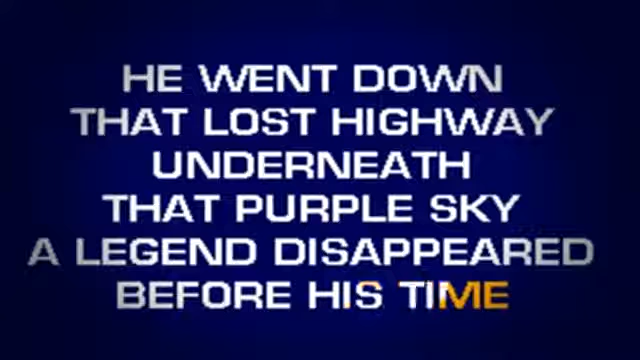 HE WENT DOWN
THAT LOST HIGHWAY
UNDERNEATH
THAT PURPLE SKY
A LEGEND DISAPPEARED
BEFORE HIS TIME